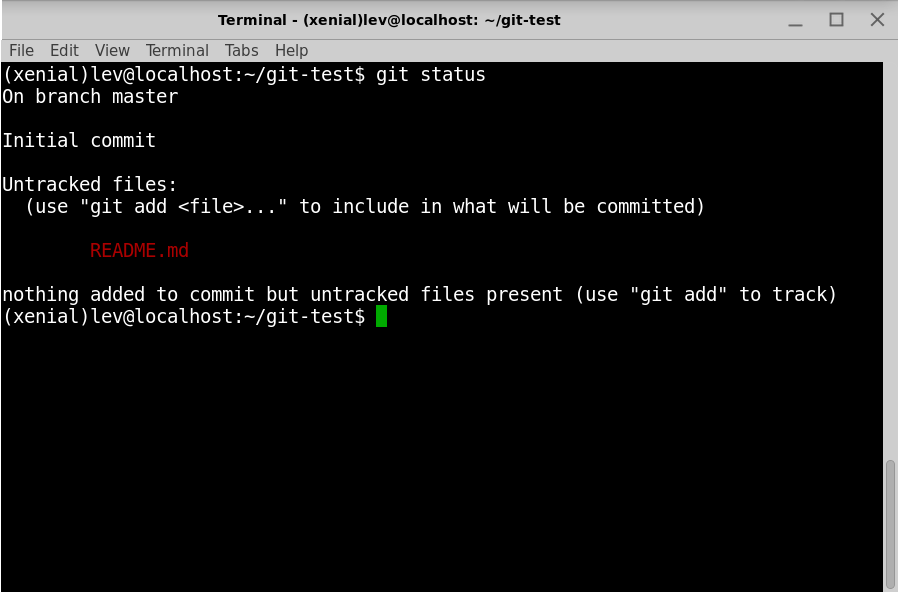 Terminal - (xenial)lev@localhost: ~/git-test
File Edit View Terminal Tabs Help
(xenial)lev@localhost:~/git-test$ git status
On branch master
Initial commit
Untracked files:
  (use "git add <file>..." to include in what will be committed)
        README.md
nothing added to commit but untracked files present (use "git add" to track)
(xenial)lev@localhost:~/git-test$